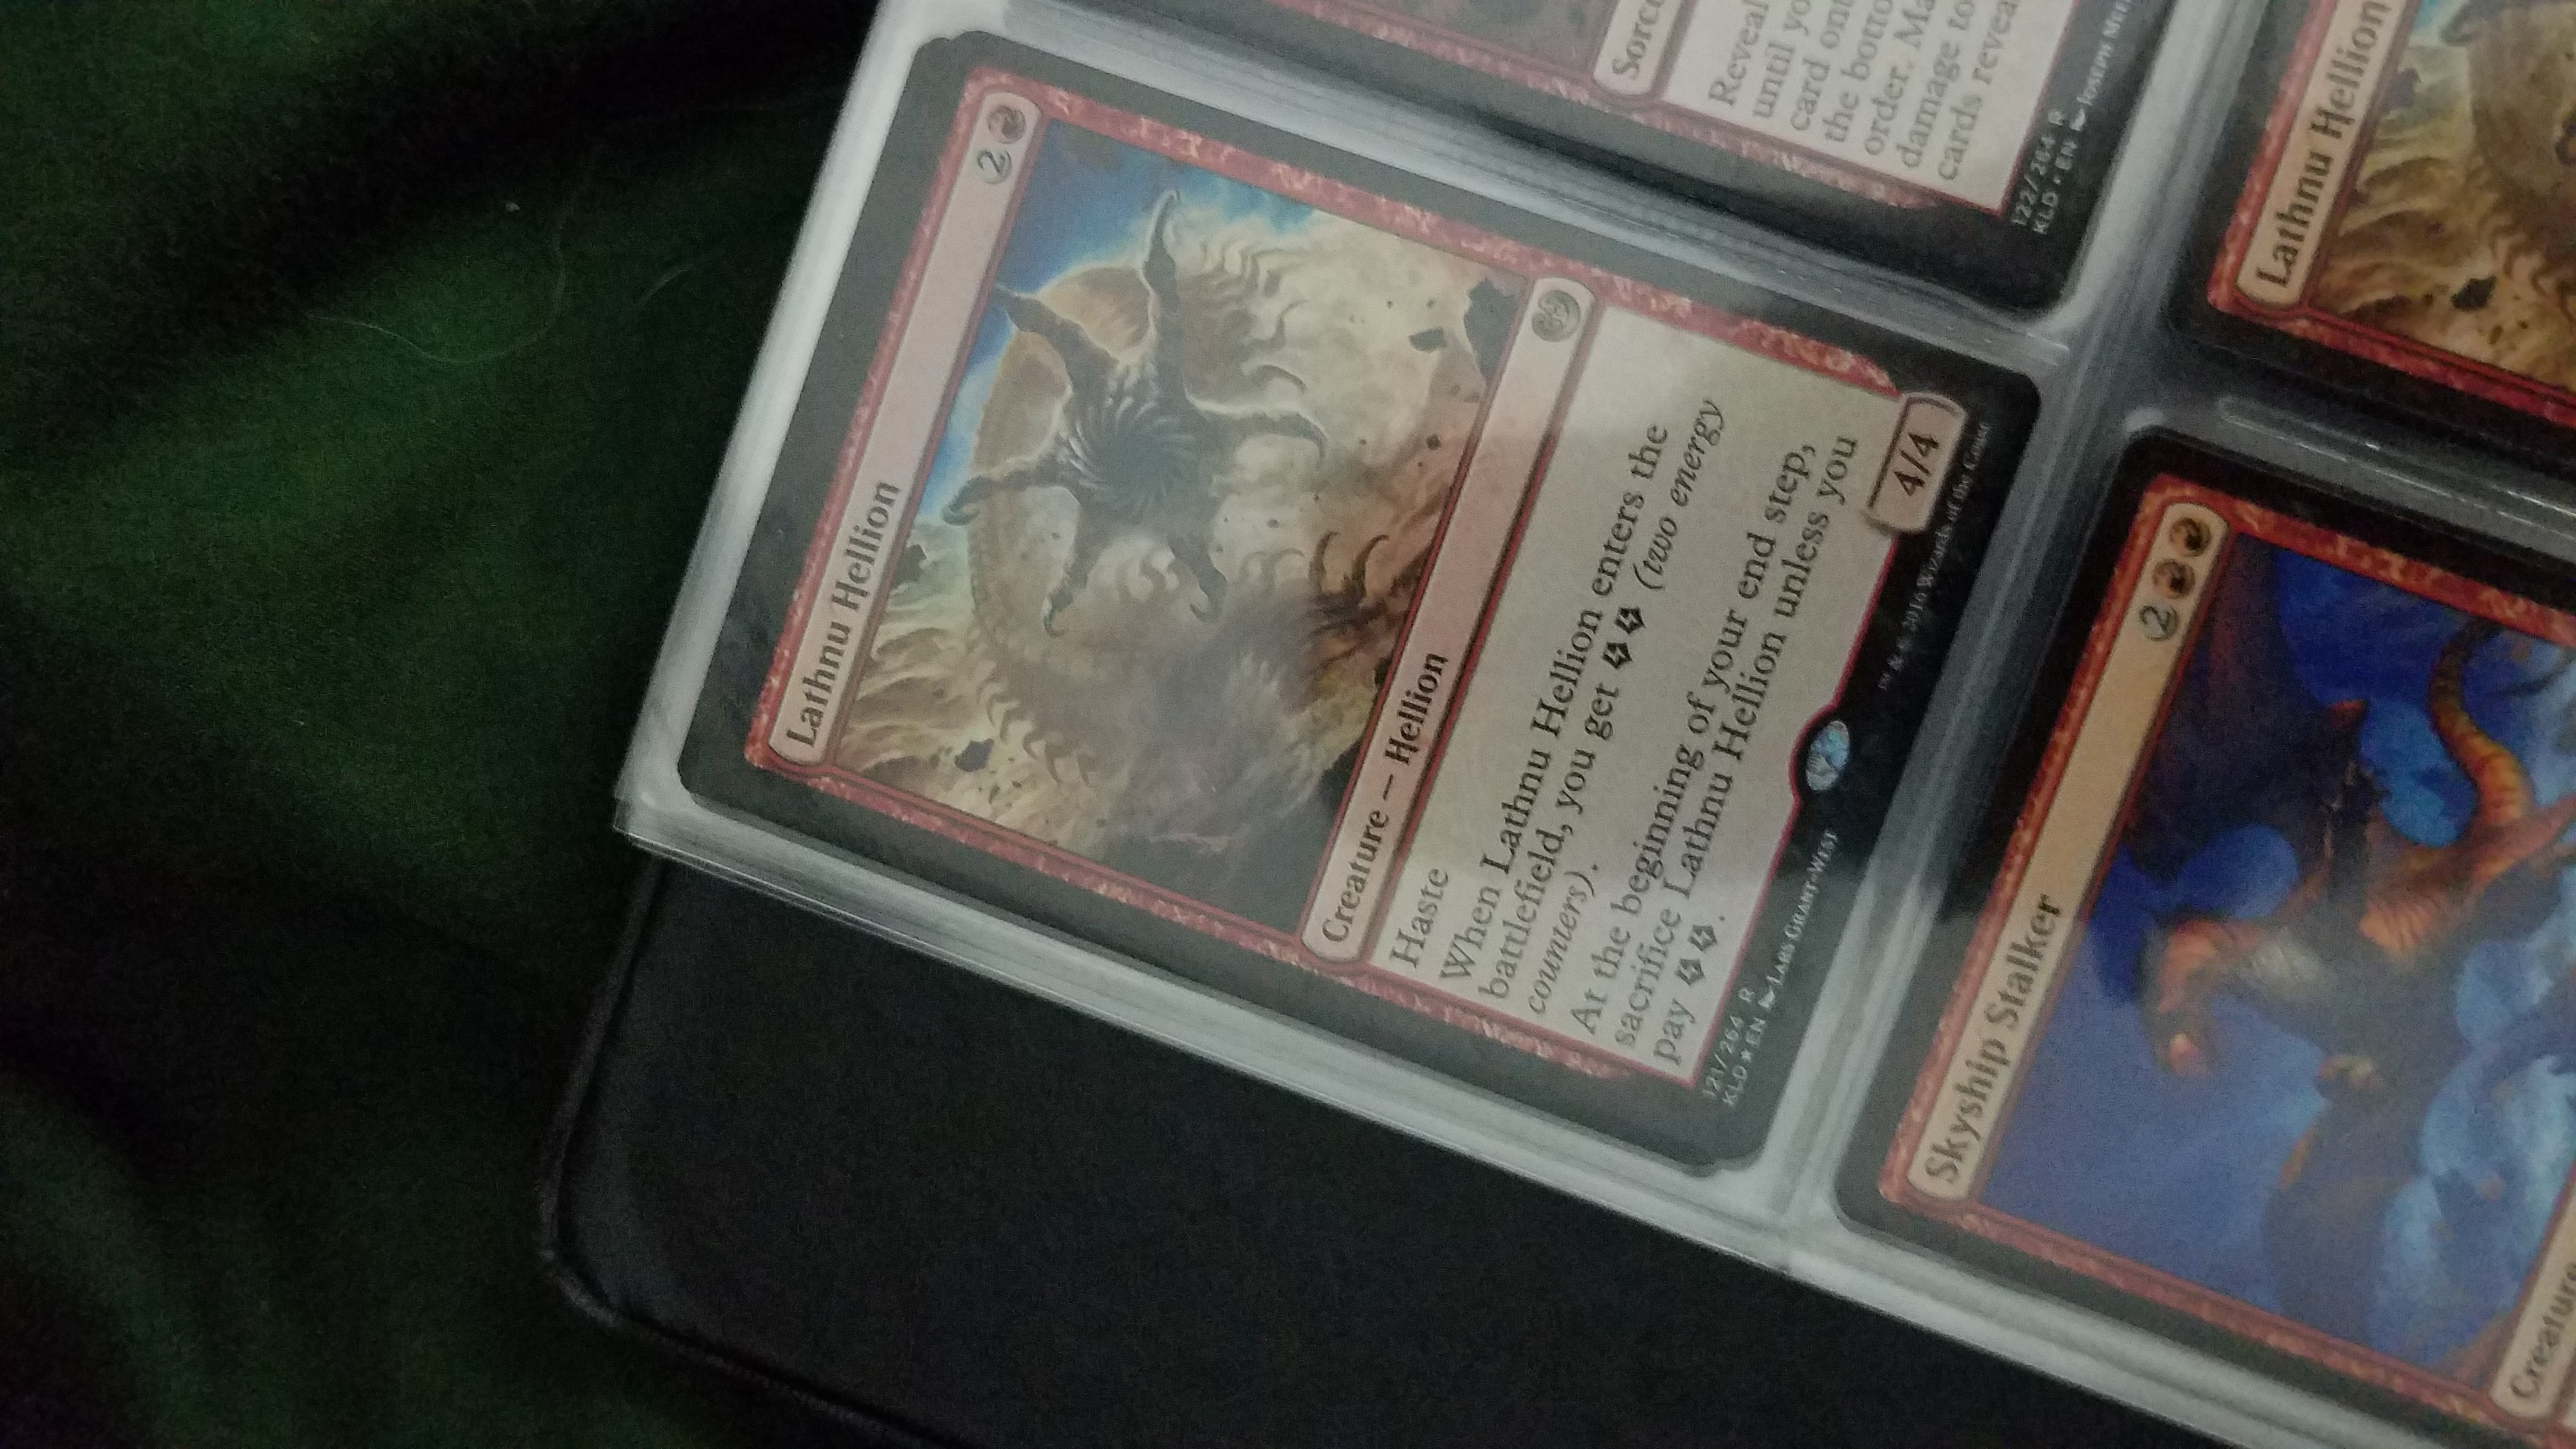 Lathnu Hellion
2
Creature — Hellion
Haste
When Lathnu Hellion enters the
battlefield, you get (two energy
counters).
At the beginning of your end step,
sacrifice Lathnu Hellion unless you
pay .
4/4
121/264 R
KLD★EN LARS GRANT-WEST
™ & © 2016 Wizards of the Coast
Sorce
Reveal
until yo
card on
the botto
order. Ma
damage to
cards revea
122/264 R
KLD • EN JOSEPH
Skyship Stalker
2
Creature
Lathnu Hellion